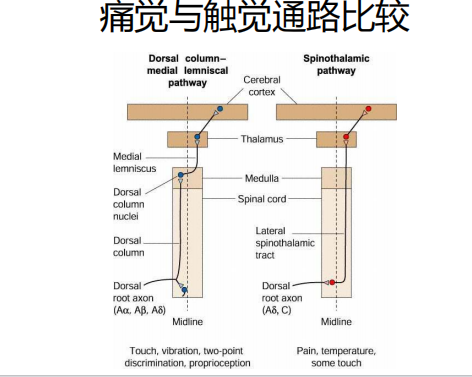 痛觉与触觉通路比较
Dorsal column–
medial lemniscal
pathway
Spinothalamic
pathway
Cerebral
cortex
Thalamus
Medial
lemniscus
Medulla
Dorsal
column
nuclei
Spinal cord
Dorsal
column
Lateral
spinothalamic
tract
Dorsal
root axon
(Aα, Aβ, Aδ)
Dorsal
root axon
(Aδ, C)
Midline
Midline
Touch, vibration, two-point
discrimination, proprioception
Pain, temperature,
some touch